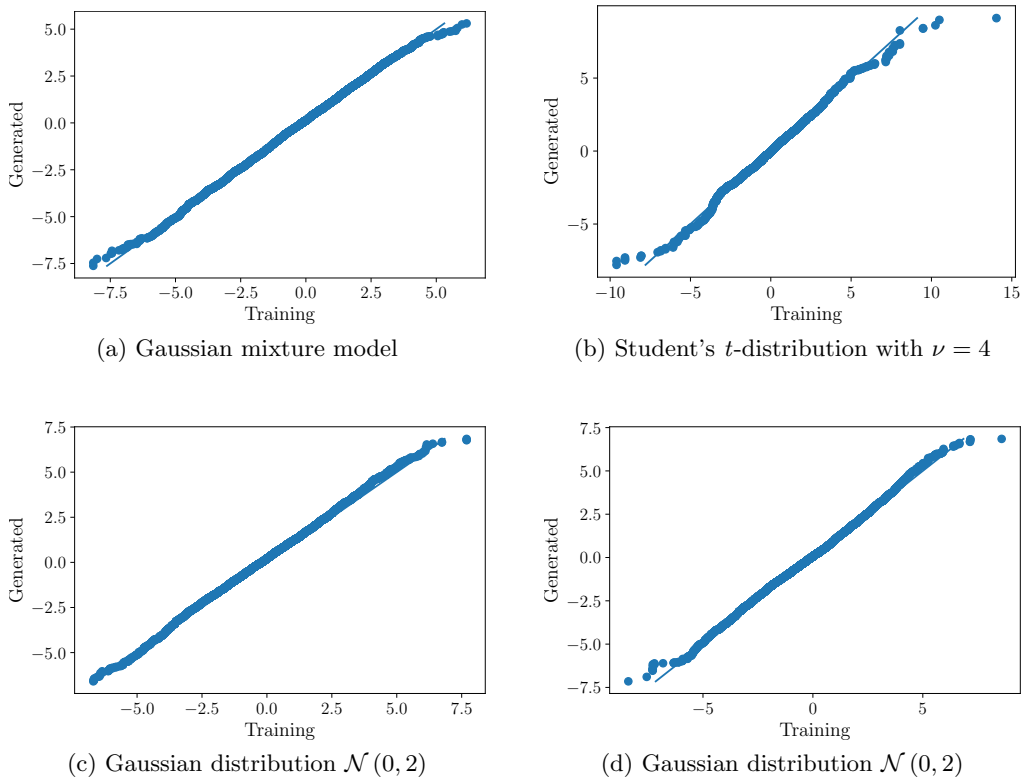 5.0
2.5
0.0
−2.5
−5.0
−7.5
Generated
−7.5 −5.0 −2.5 0.0 2.5 5.0
Training
(a) Gaussian mixture model
5
0
−5
Generated
−10 −5 0 5 10 15
Training
(b) Student's t-distribution with ν = 4
7.5
5.0
2.5
0.0
−2.5
−5.0
Generated
−5.0 −2.5 0.0 2.5 5.0 7.5
Training
(c) Gaussian distribution 𝒩(0, 2)
7.5
5.0
2.5
0.0
−2.5
−5.0
−7.5
Generated
−5 0 5
Training
(d) Gaussian distribution 𝒩(0, 2)